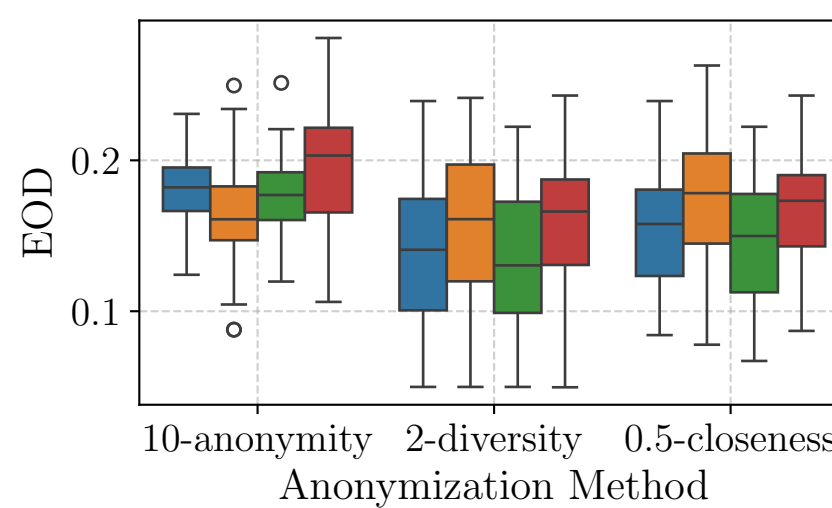 EOD
0.2
0.1
10-anonymity 2-diversity 0.5-closeness
Anonymization Method